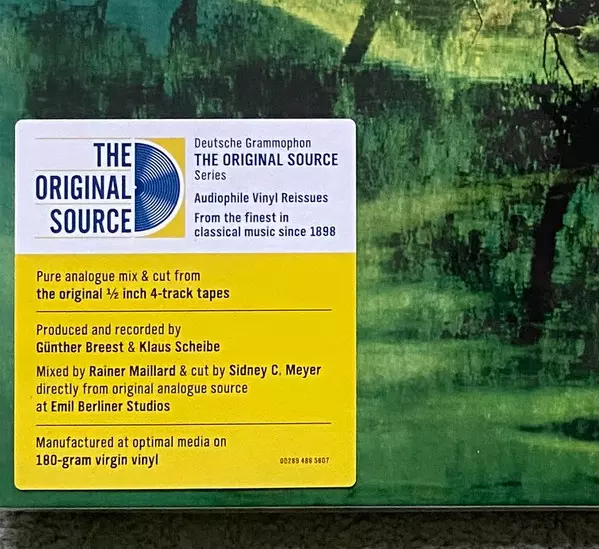 THE
ORIGINAL
SOURCE
Deutsche Grammophon
THE ORIGINAL SOURCE
Series
Audiophile Vinyl Reissues
From the finest in
classical music since 1898
Pure analogue mix & cut from
the original ½ inch 4-track tapes
Produced and recorded by
Günther Breest & Klaus Scheibe
Mixed by Rainer Maillard & cut by Sidney C. Meyer
directly from original analogue source
at Emil Berliner Studios
Manufactured at optimal media on
180-gram virgin vinyl
00289 486 5607